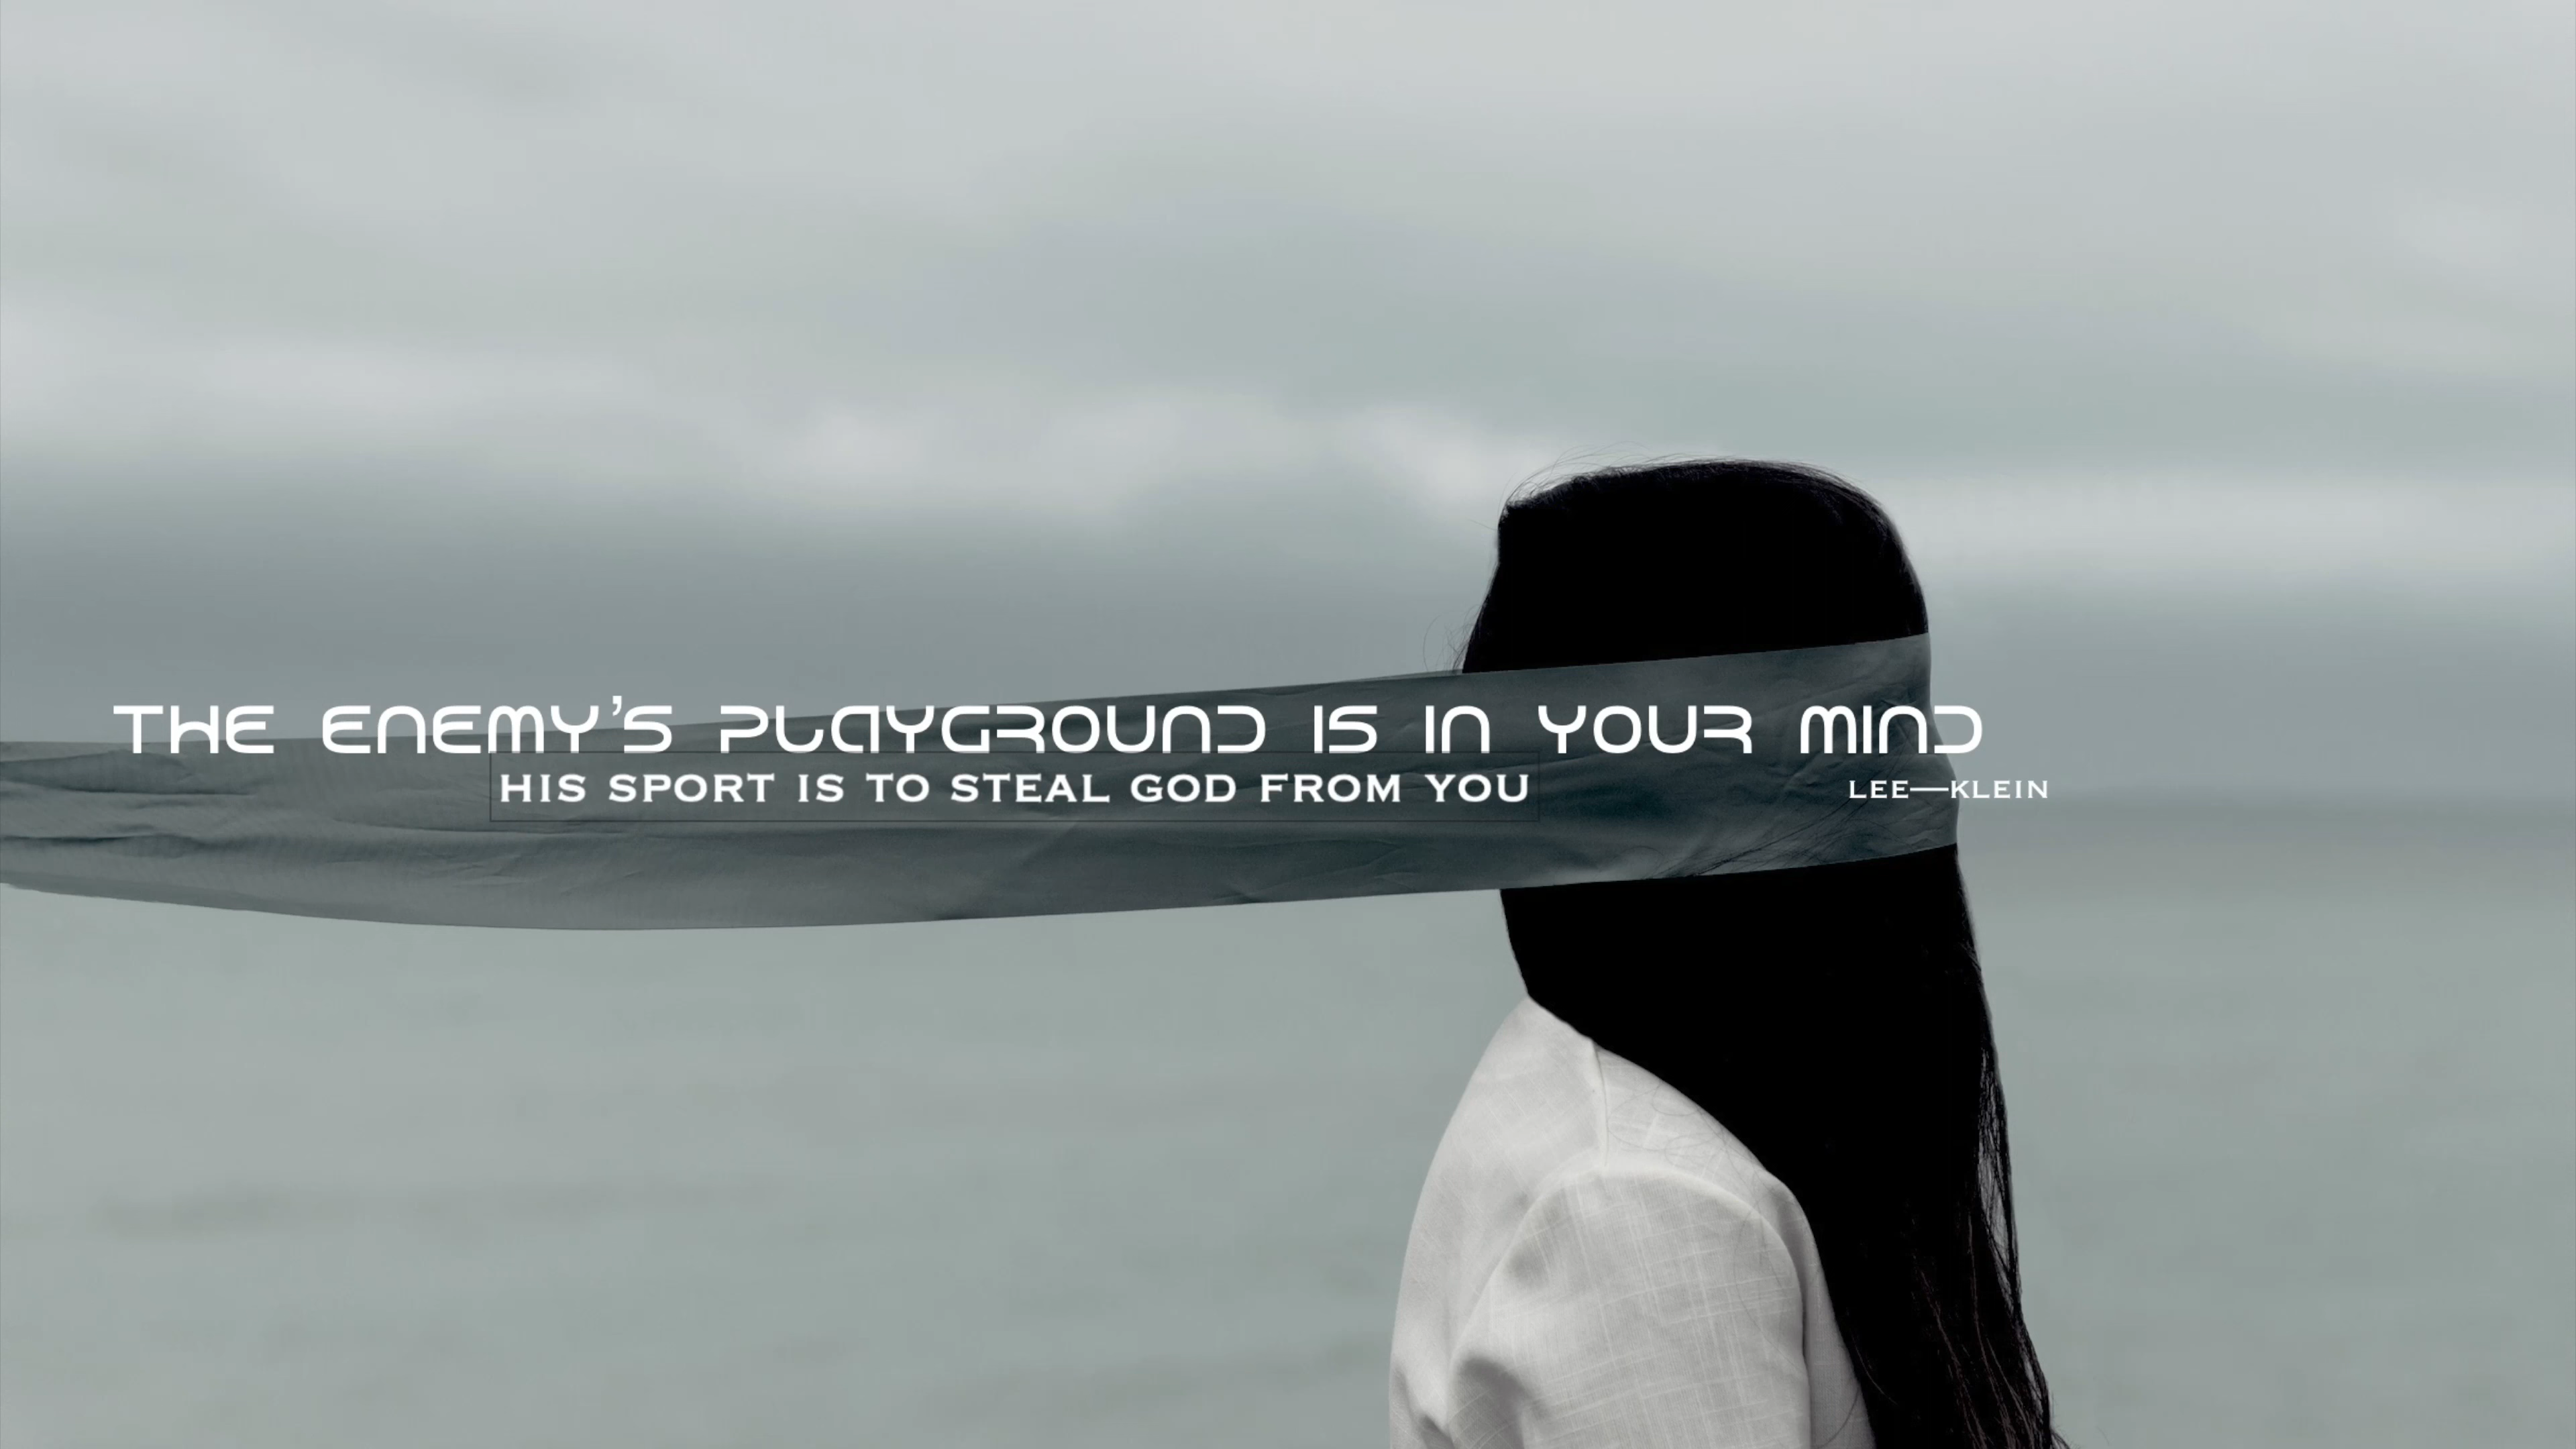 THE ENEMY'S PLAYGROUND IS IN YOUR MIND
HIS SPORT IS TO STEAL GOD FROM YOU
LEE—KLEIN